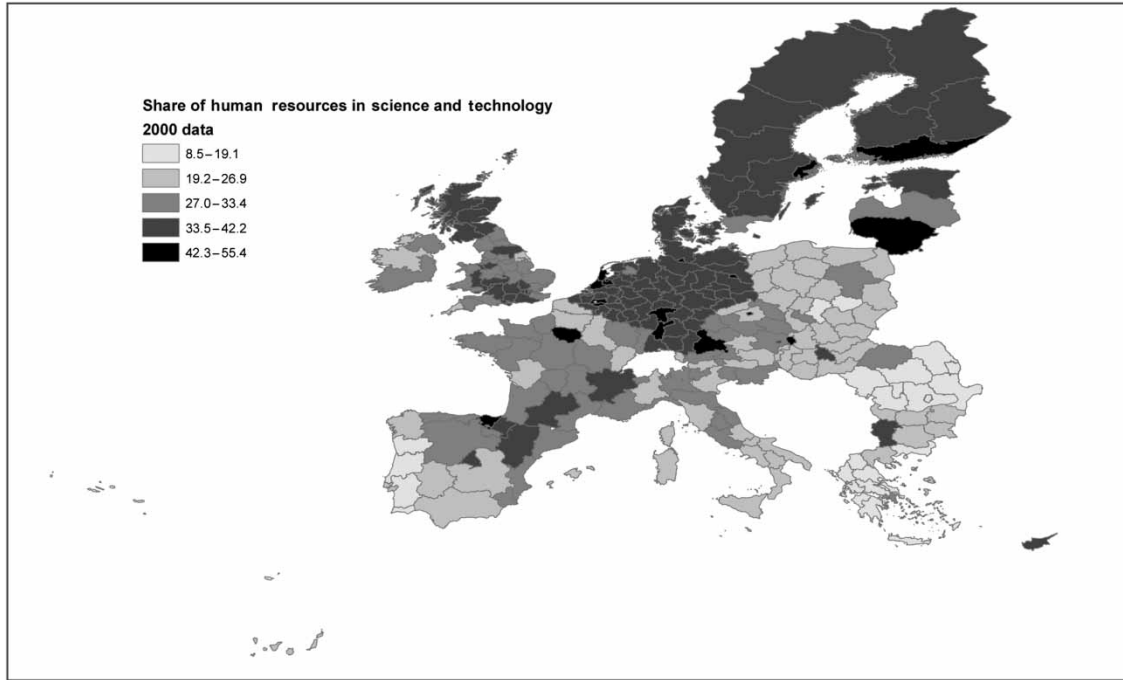 Share of human resources in science and technology
2000 data
8.5–19.1
19.2–26.9
27.0–33.4
33.5–42.2
42.3–55.4